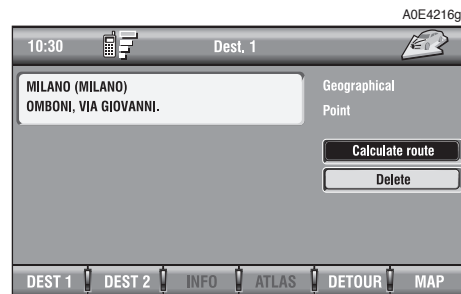 A0E4216g
10:30 Dest. 1
MILANO (MILANO)
OMBONI, VIA GIOVANNI.
Geographical
Point
Calculate route
Delete
DEST 1 DEST 2 INFO ATLAS DETOUR MAP